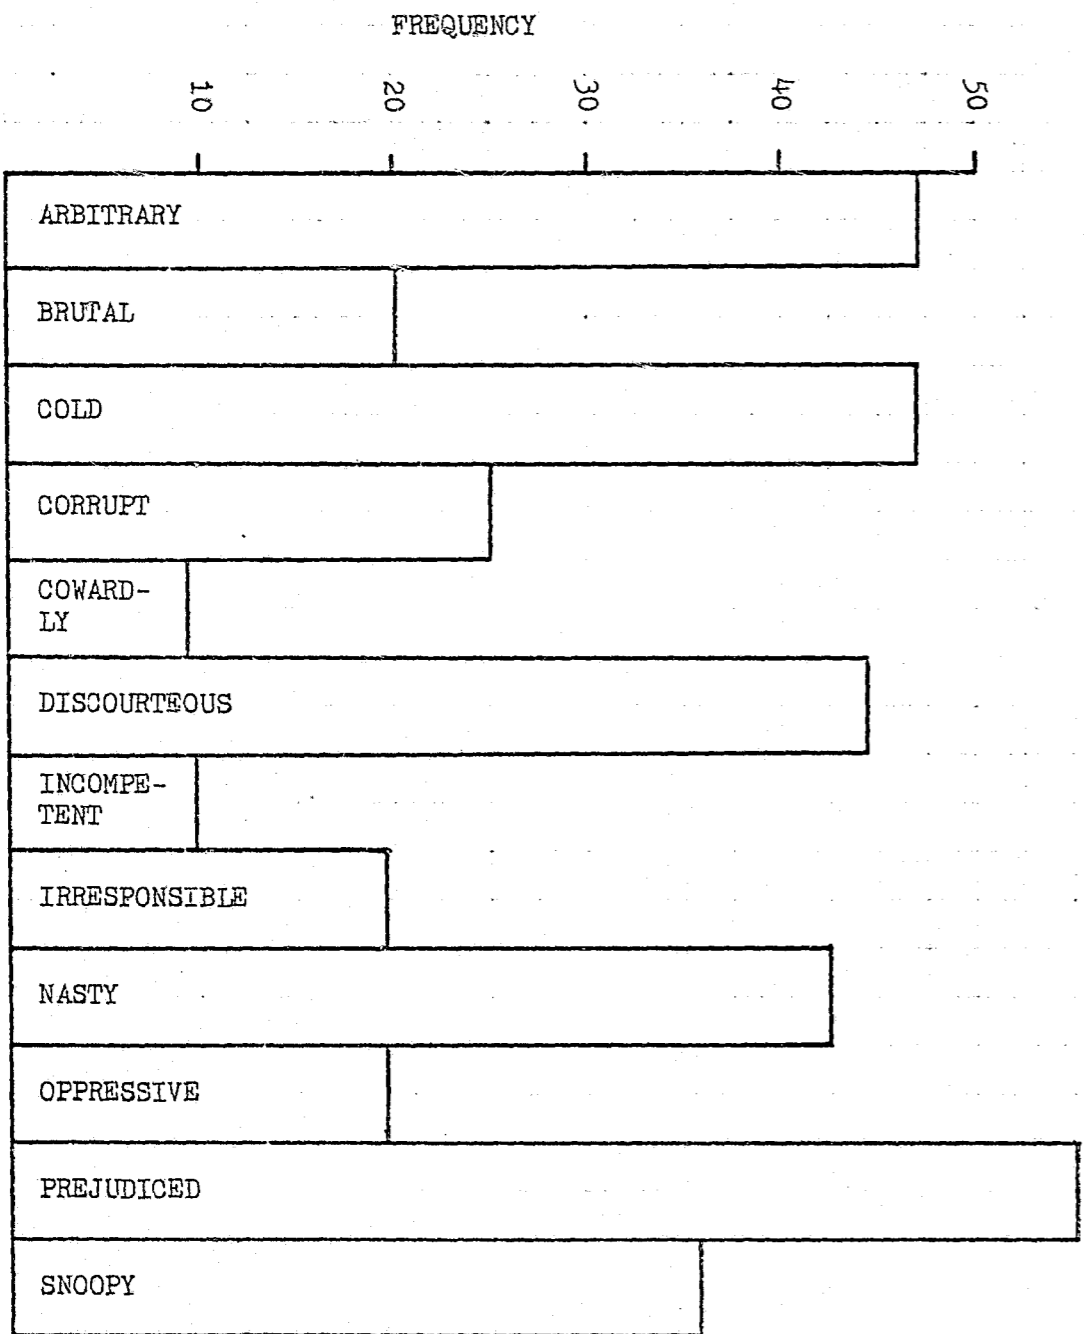 FREQUENCY
10 20 30 40 50
ARBITRARY
BRUTAL
COLD
CORRUPT
COWARD-
LY
DISCOURTEOUS
INCOMPE-
TENT
IRRESPONSIBLE
NASTY
OPPRESSIVE
PREJUDICED
SNOOPY